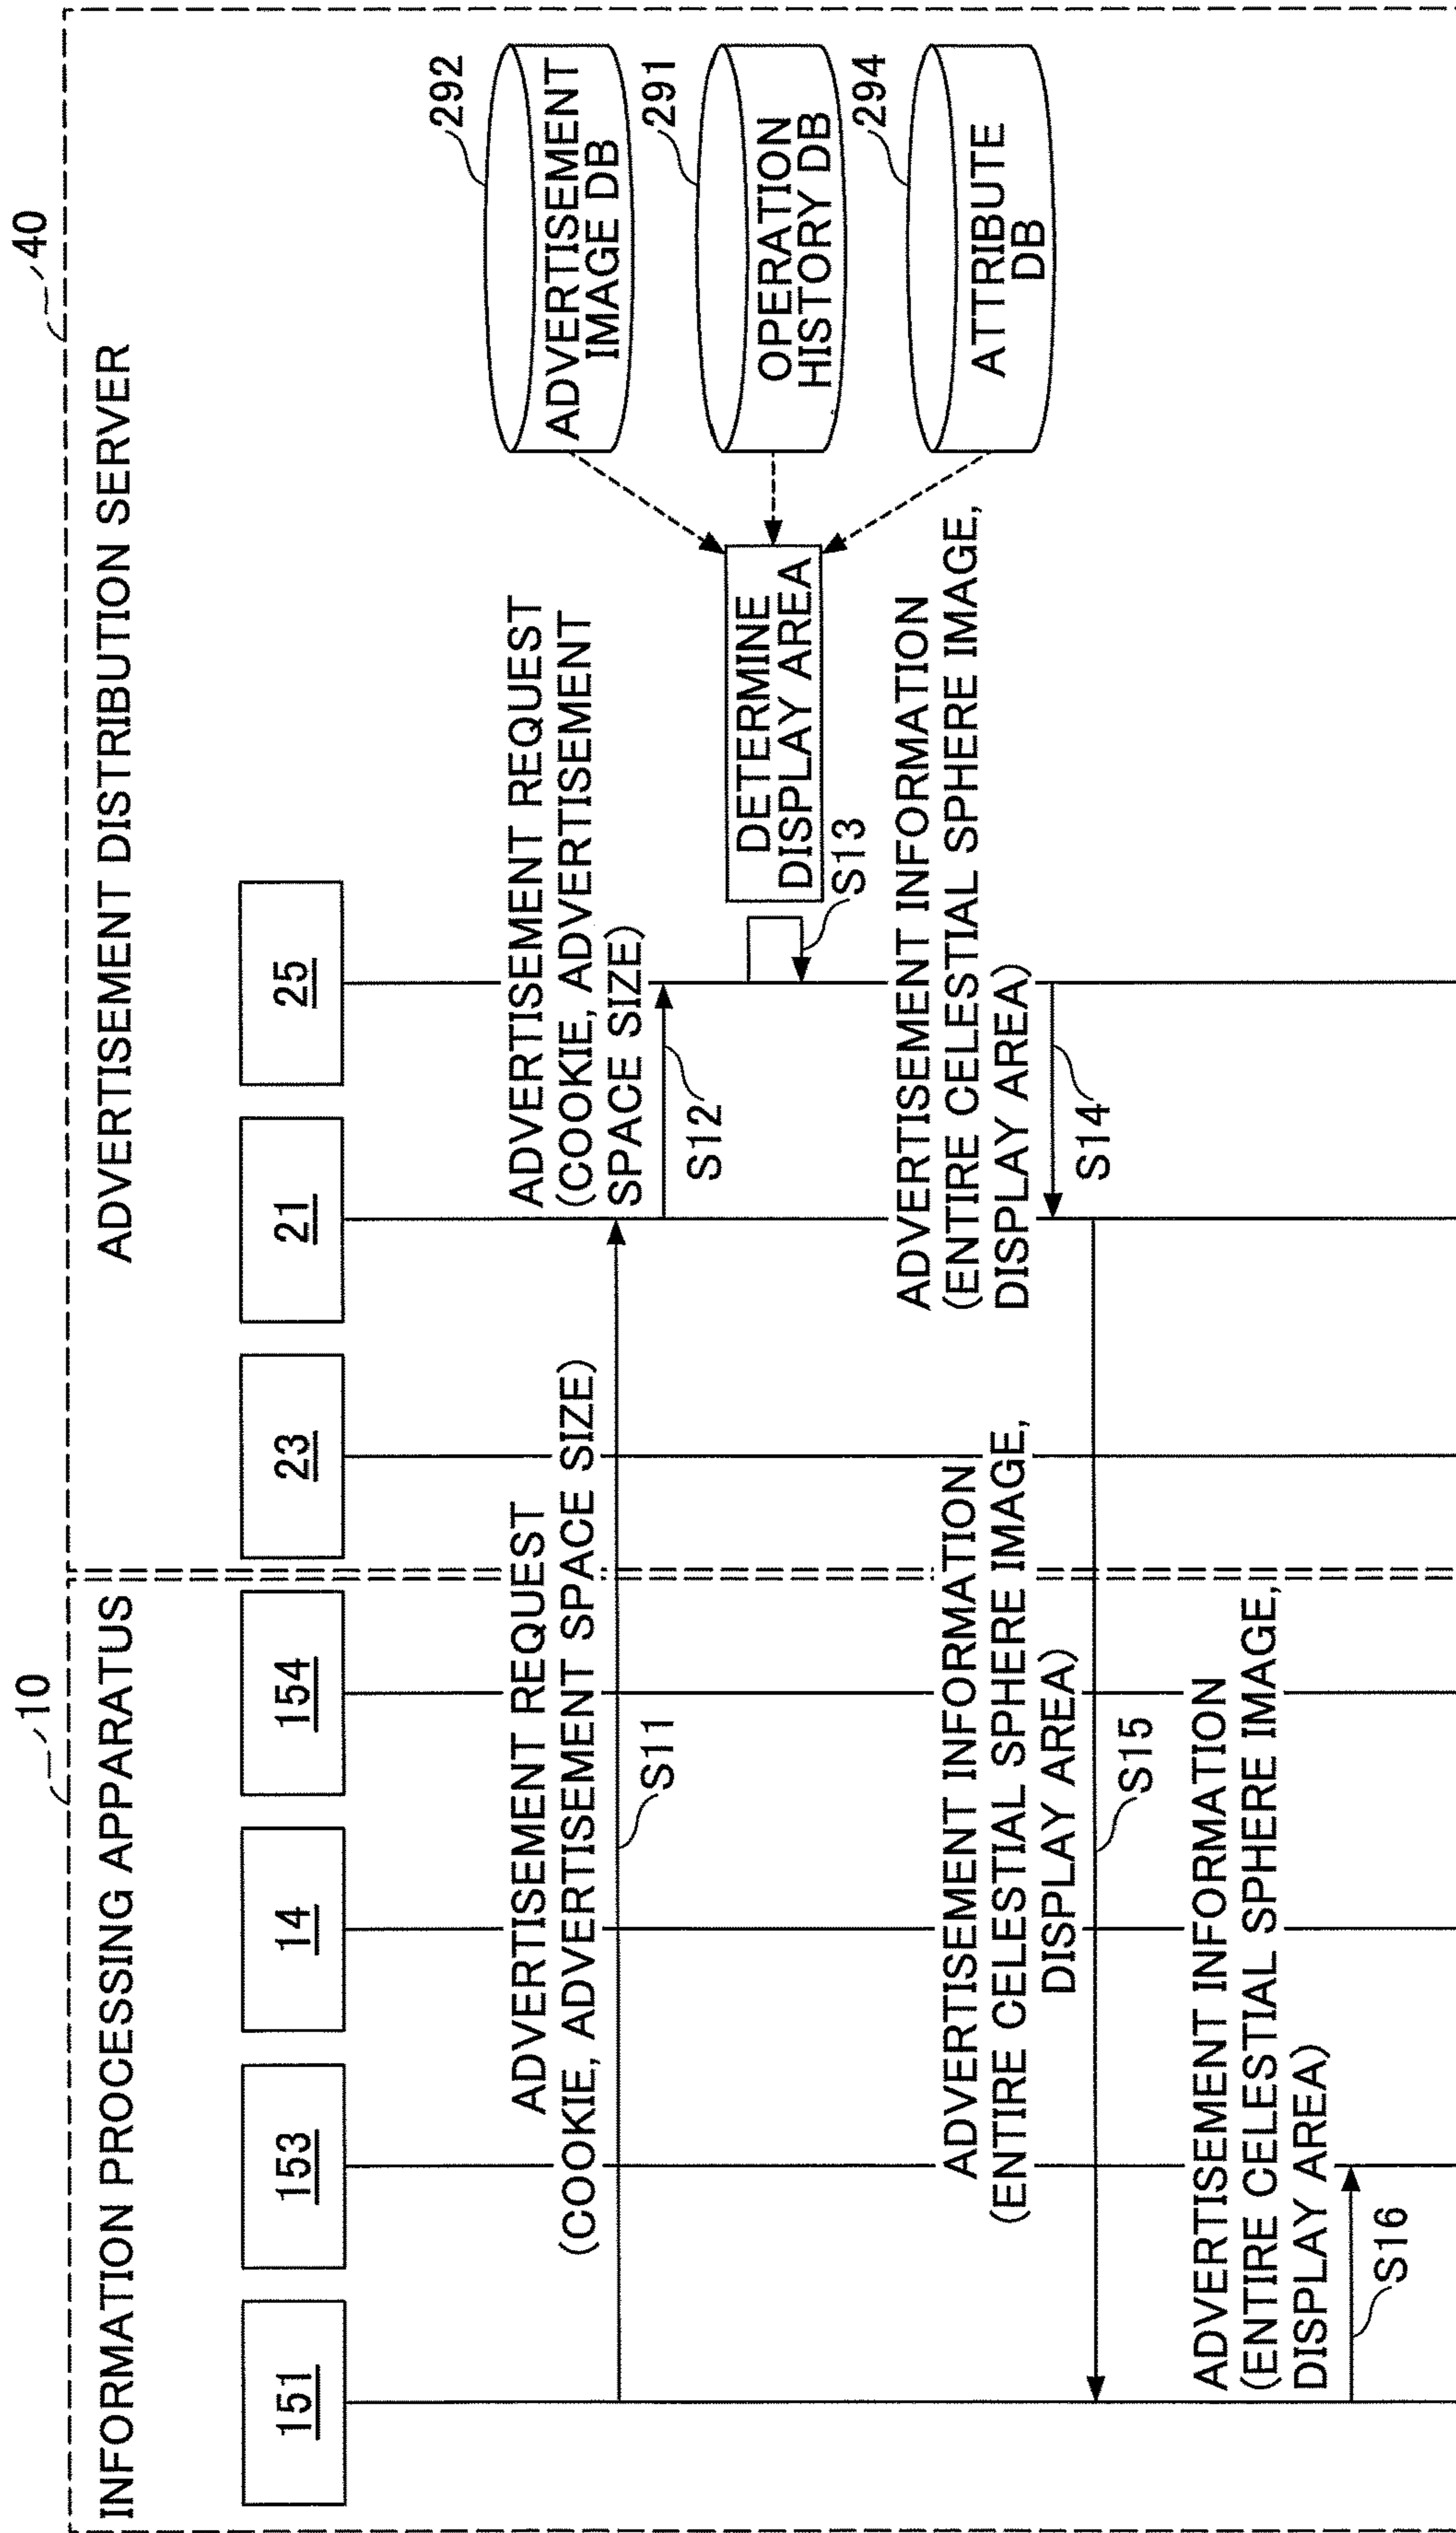 10
40
INFORMATION PROCESSING APPARATUS
ADVERTISEMENT DISTRIBUTION SERVER
151
153
14
154
23
21
25
ADVERTISEMENT REQUEST
(COOKIE, ADVERTISEMENT SPACE SIZE)
S11
ADVERTISEMENT REQUEST
(COOKIE, ADVERTISEMENT
SPACE SIZE)
S12
DETERMINE
DISPLAY AREA
S13
292
ADVERTISEMENT
IMAGE DB
291
OPERATION
HISTORY DB
294
ATTRIBUTE
DB
ADVERTISEMENT INFORMATION
(ENTIRE CELESTIAL SPHERE IMAGE,
DISPLAY AREA)
S14
ADVERTISEMENT INFORMATION
(ENTIRE CELESTIAL SPHERE IMAGE,
DISPLAY AREA)
S15
ADVERTISEMENT INFORMATION
(ENTIRE CELESTIAL SPHERE IMAGE,
DISPLAY AREA)
S16